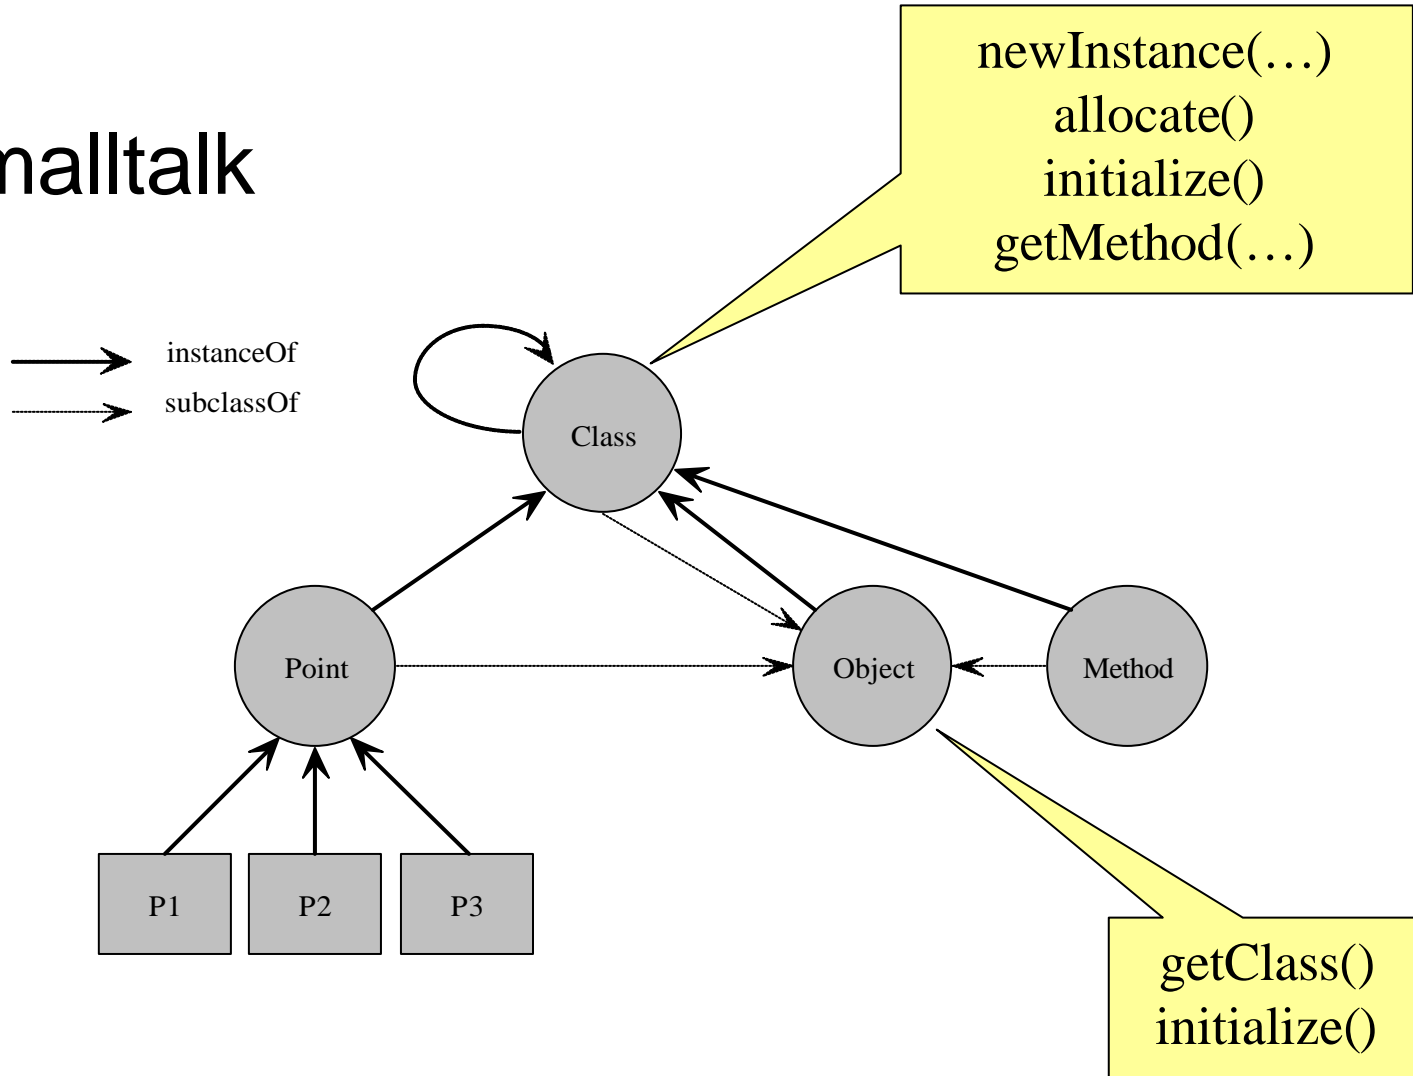 newInstance(…)
allocate()
initialize()
getMethod(…)
malltalk
instanceOf
subclassOf
Class
Point
Object
Method
P1
P2
P3
getClass()
initialize()